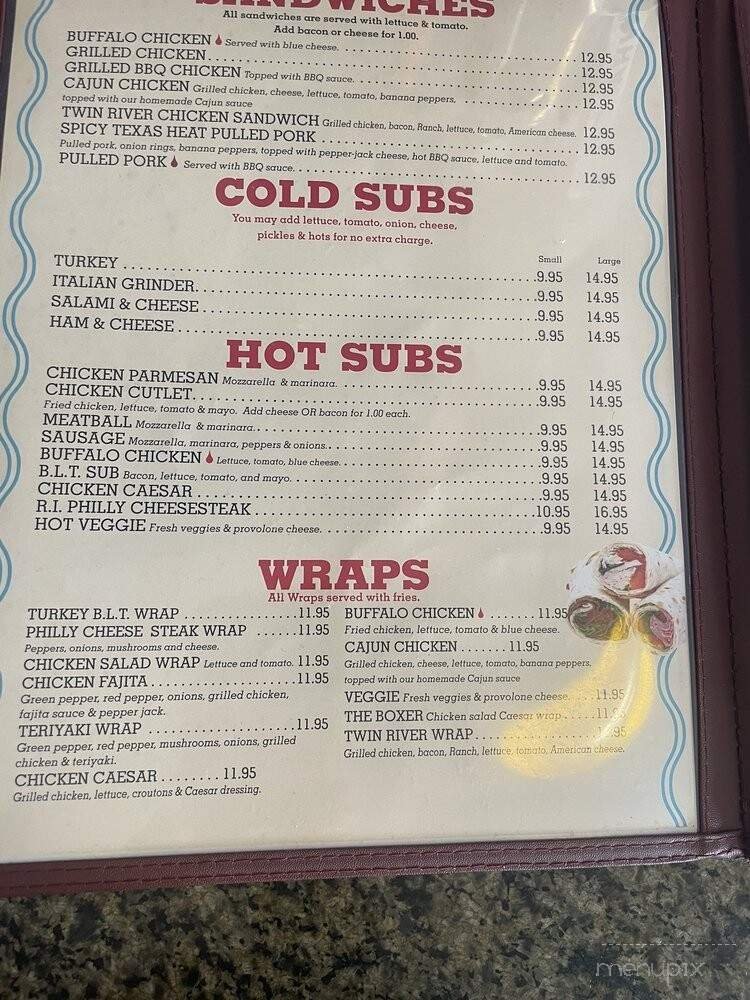 SANDWICHES
All sandwiches are served with lettuce & tomato.
Add bacon or cheese for 1.00.
BUFFALO CHICKEN Served with blue cheese. 12.95
GRILLED CHICKEN 12.95
GRILLED BBQ CHICKEN Topped with BBQ sauce. 12.95
CAJUN CHICKEN Grilled chicken, cheese, lettuce, tomato, banana peppers, 12.95
topped with our homemade Cajun sauce
TWIN RIVER CHICKEN SANDWICH Grilled chicken, bacon, Ranch, lettuce, tomato, American cheese. 12.95
SPICY TEXAS HEAT PULLED PORK 12.95
Pulled pork, onion rings, banana peppers, topped with pepper-jack cheese, hot BBQ sauce, lettuce and tomato.
PULLED PORK Served with BBQ sauce. 12.95
COLD SUBS
You may add lettuce, tomato, onion, cheese,
pickles & hots for no extra charge.
Small Large
TURKEY 9.95 14.95
ITALIAN GRINDER 9.95 14.95
SALAMI & CHEESE 9.95 14.95
HAM & CHEESE 9.95 14.95
HOT SUBS
CHICKEN PARMESAN Mozzarella & marinara. 9.95 14.95
CHICKEN CUTLET 9.95 14.95
Fried chicken, lettuce, tomato & mayo. Add cheese OR bacon for 1.00 each.
MEATBALL Mozzarella & marinara. 9.95 14.95
SAUSAGE Mozzarella, marinara, peppers & onions. 9.95 14.95
BUFFALO CHICKEN Lettuce, tomato, blue cheese. 9.95 14.95
B.L.T. SUB Bacon, lettuce, tomato, and mayo. 9.95 14.95
CHICKEN CAESAR 9.95 14.95
R.I. PHILLY CHEESESTEAK 10.95 16.95
HOT VEGGIE Fresh veggies & provolone cheese. 9.95 14.95
WRAPS
All Wraps served with fries.
TURKEY B.L.T. WRAP 11.95
PHILLY CHEESE STEAK WRAP 11.95
Peppers, onions, mushrooms and cheese.
CHICKEN SALAD WRAP Lettuce and tomato. 11.95
CHICKEN FAJITA 11.95
Green pepper, red pepper, onions, grilled chicken,
fajita sauce & pepper jack.
TERIYAKI WRAP 11.95
Green pepper, red pepper, mushrooms, onions, grilled
chicken & teriyaki.
CHICKEN CAESAR 11.95
Grilled chicken, lettuce, croutons & Caesar dressing.
BUFFALO CHICKEN 11.95
Fried chicken, lettuce, tomato & blue cheese.
CAJUN CHICKEN 11.95
Grilled chicken, cheese, lettuce, tomato, banana peppers,
topped with our homemade Cajun sauce
VEGGIE Fresh veggies & provolone cheese. 11.95
THE BOXER Chicken salad Caesar wrap
TWIN RIVER WRAP
Grilled chicken, bacon, Ranch, lettuce, tomato, American cheese.
menupix